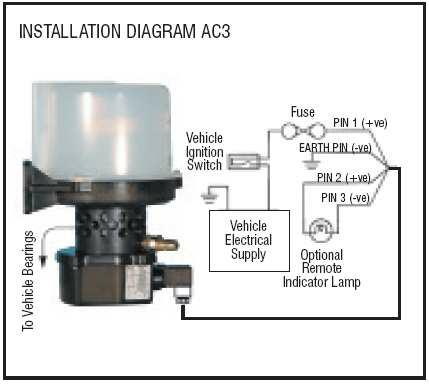 INSTALLATION DIAGRAM AC3
Fuse
PIN 1 (+ve)
Vehicle
Ignition
Switch
EARTH PIN (-ve)
PIN 2 (+ve)
PIN 3 (-ve)
Vehicle
Electrical
Supply
Optional
Remote
Indicator Lamp
To Vehicle Bearings